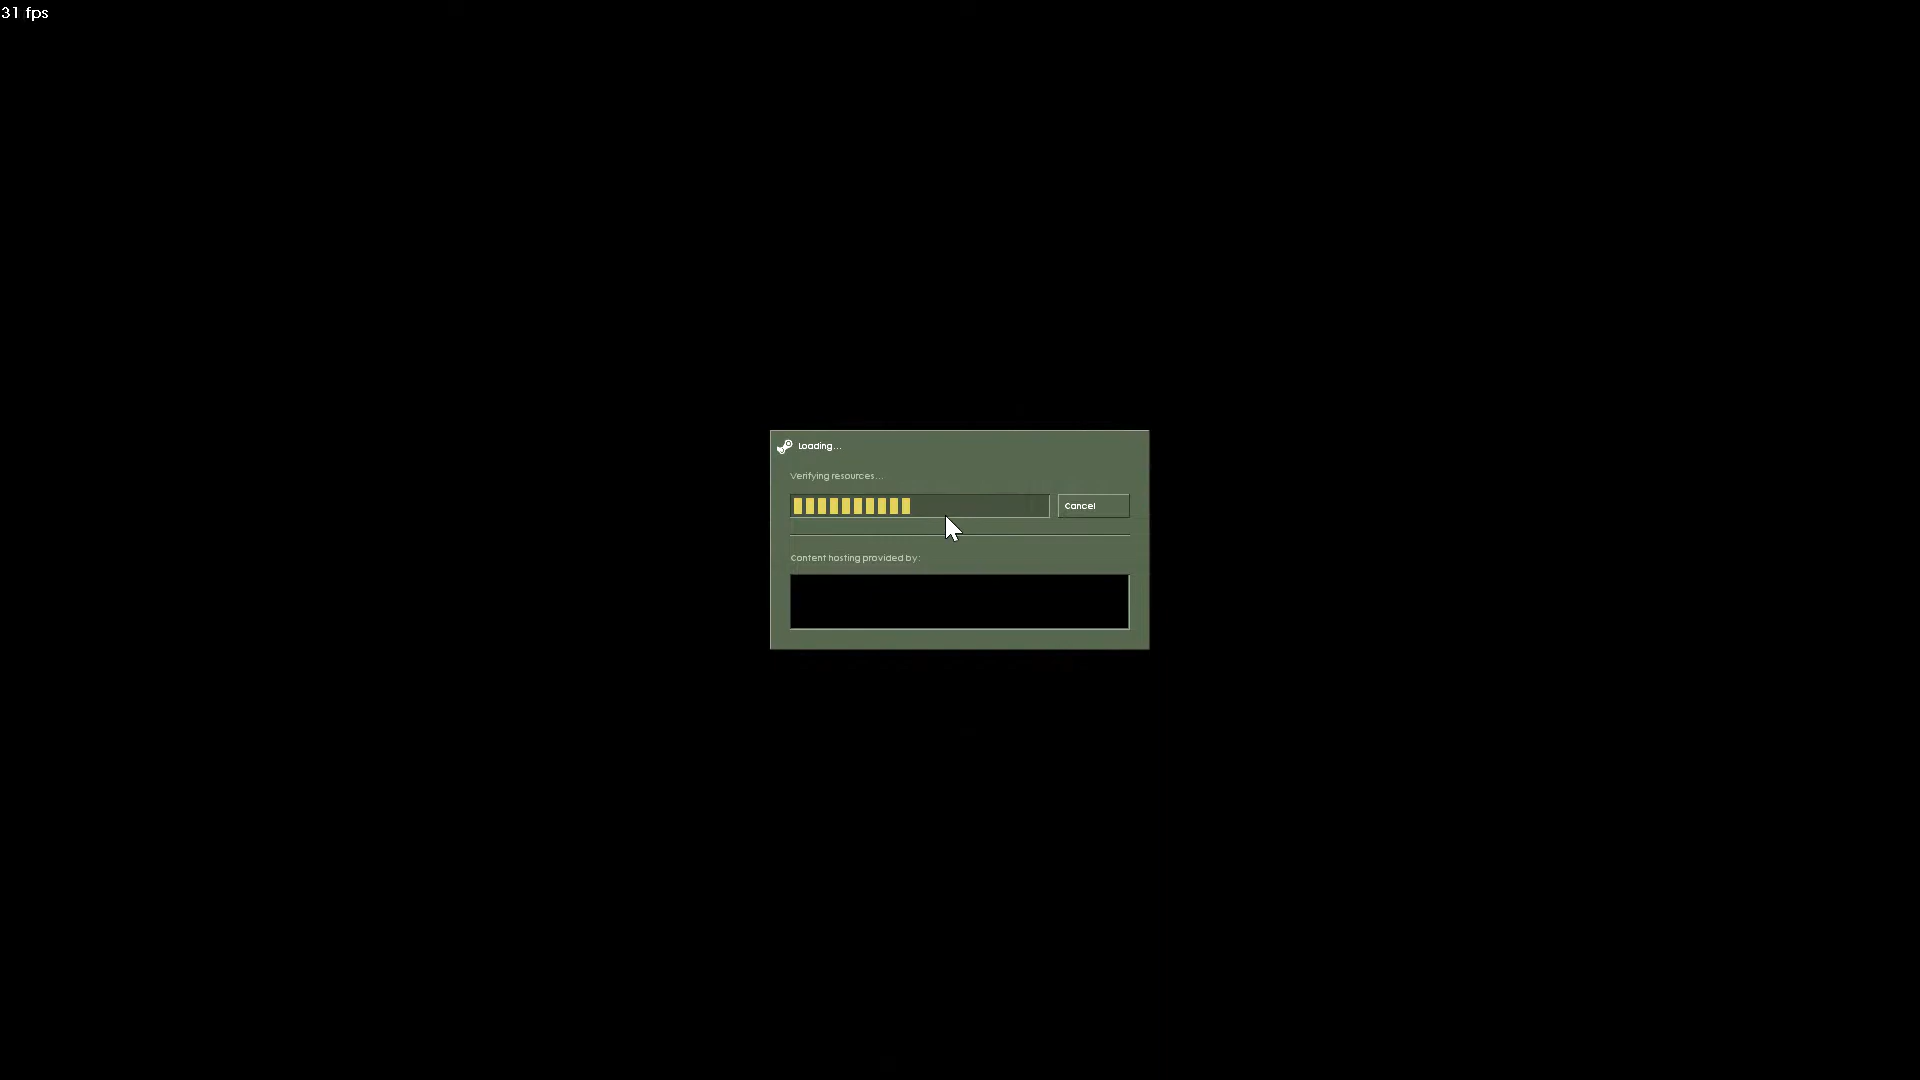 31 fps
Loading...
Verifying resources...
Cancel
Content hosting provided by: